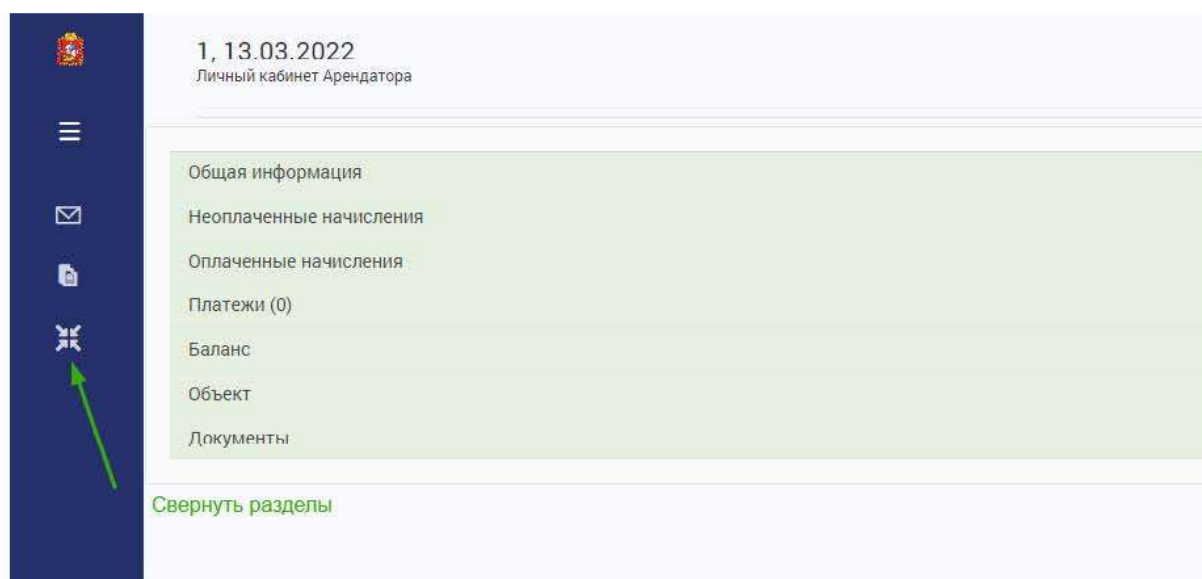 1, 13.03.2022
Личный кабинет Арендатора
Общая информация
Неоплаченные начисления
Оплаченные начисления
Платежи (0)
Баланс
Объект
Документы
Свернуть разделы